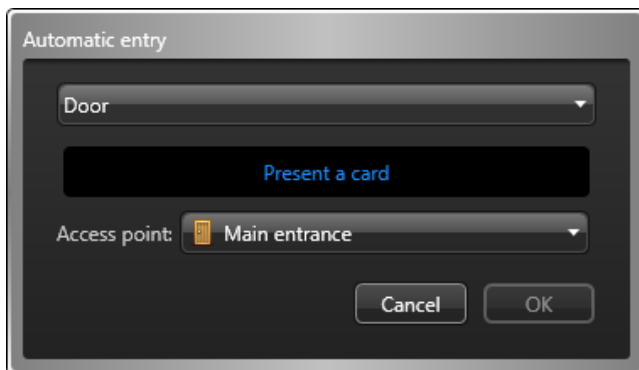 Automatic entry
Door
Present a card
Access point: Main entrance
Cancel OK